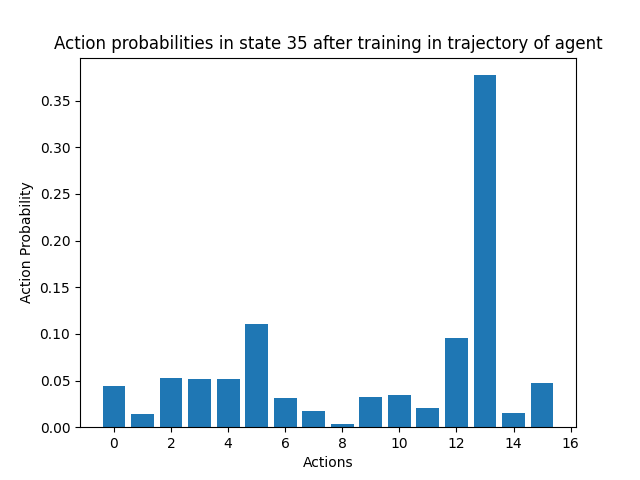 Action probabilities in state 35 after training in trajectory of agent
0.35
0.30
0.25
0.20
0.15
0.10
0.05
0.00
Action Probability
0 2 4 6 8 10 12 14 16
Actions